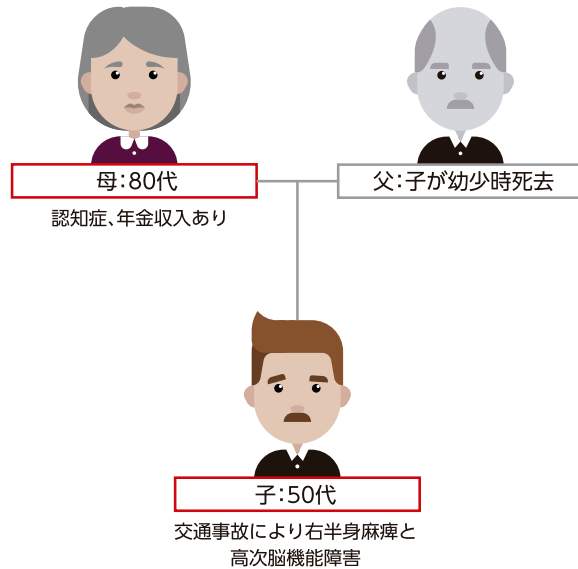 母：80代
父：子が幼少時死去
認知症、年金収入あり
子：50代
交通事故により右半身麻痺と
高次脳機能障害